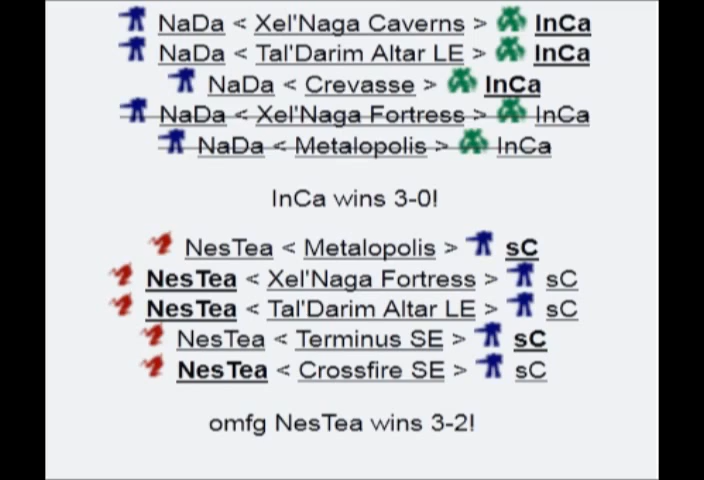 NaDa < Xel'Naga Caverns > InCa
NaDa < Tal'Darim Altar LE > InCa
NaDa < Crevasse > InCa
NaDa < Xel'Naga Fortress > InCa
NaDa < Metalopolis > InCa
InCa wins 3-0!
NesTea < Metalopolis > sC
NesTea < Xel'Naga Fortress > sC
NesTea < Tal'Darim Altar LE > sC
NesTea < Terminus SE > sC
NesTea < Crossfire SE > sC
omfg NesTea wins 3-2!